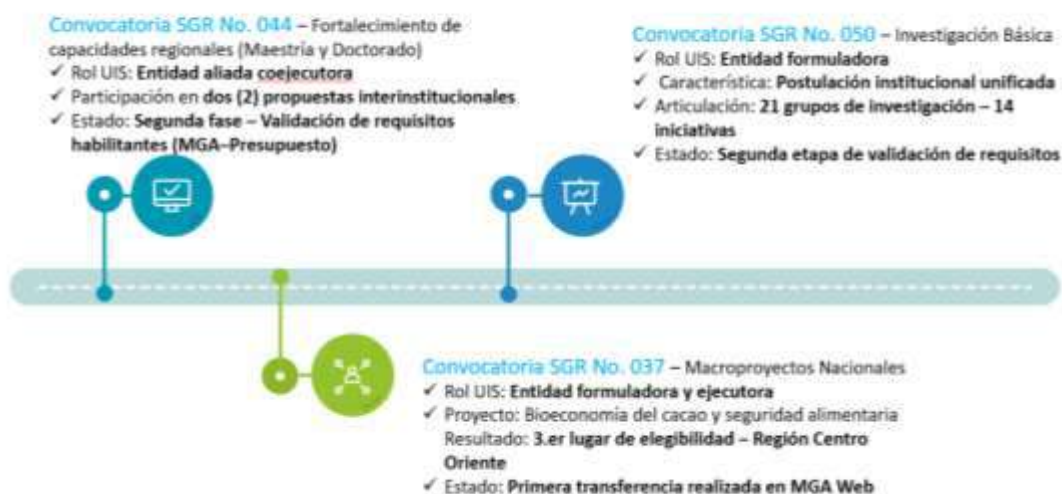 Convocatoria SGR No. 044 – Fortalecimiento de
capacidades regionales (Maestría y Doctorado)
✓ Rol UIS: Entidad aliada coejecutora
✓ Participación en dos (2) propuestas interinstitucionales
✓ Estado: Segunda fase – Validación de requisitos
habilitantes (MGA–Presupuesto)
Convocatoria SGR No. 050 – Investigación Básica
✓ Rol UIS: Entidad formuladora
✓ Característica: Postulación institucional unificada
✓ Articulación: 21 grupos de investigación – 14
iniciativas
✓ Estado: Segunda etapa de validación de requisitos
Convocatoria SGR No. 037 – Macroproyectos Nacionales
✓ Rol UIS: Entidad formuladora y ejecutora
✓ Proyecto: Bioeconomía del cacao y seguridad alimentaria
Resultado: 3.er lugar de elegibilidad – Región Centro
Oriente
✓ Estado: Primera transferencia realizada en MGA Web